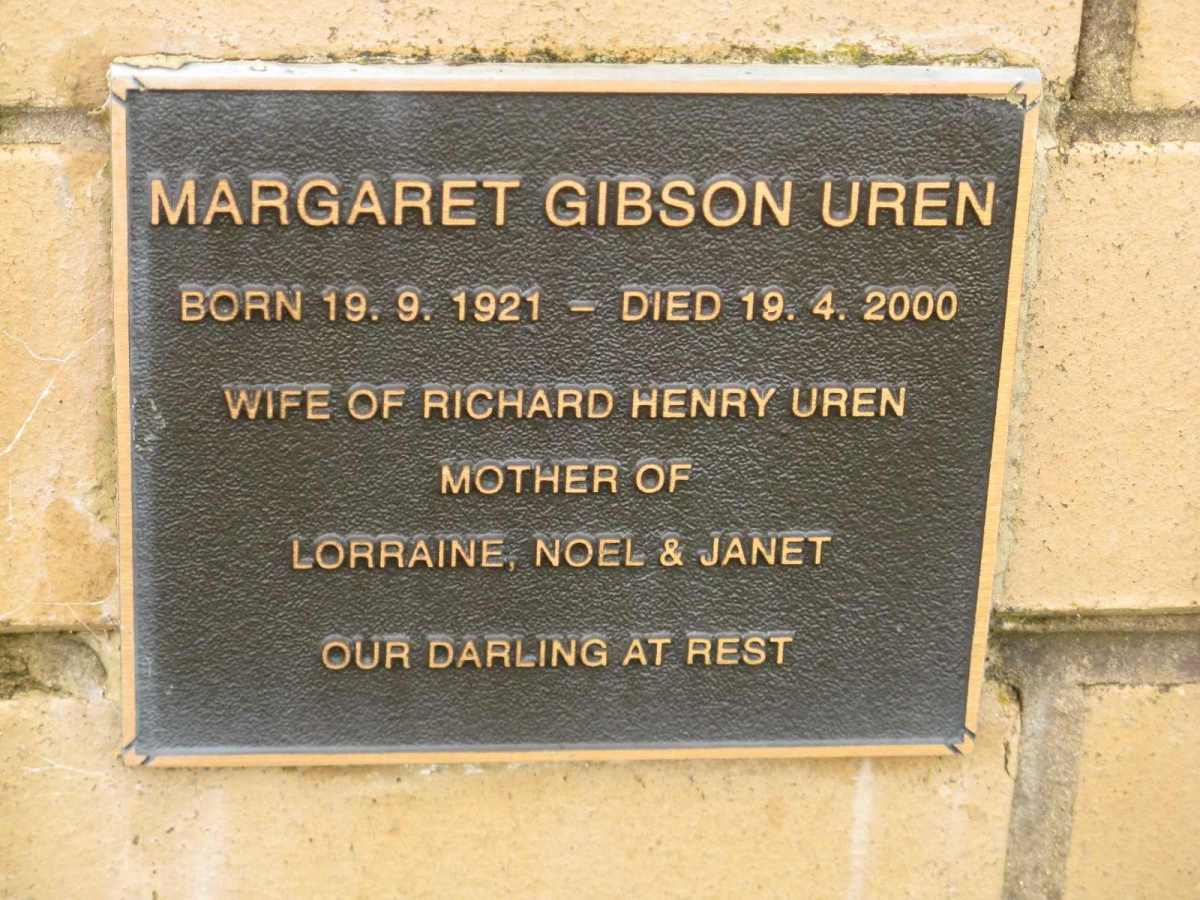 MARGARET GIBSON UREN
BORN 19. 9. 1921 – DIED 19. 4. 2000
WIFE OF RICHARD HENRY UREN
MOTHER OF
LORRAINE, NOEL & JANET
OUR DARLING AT REST